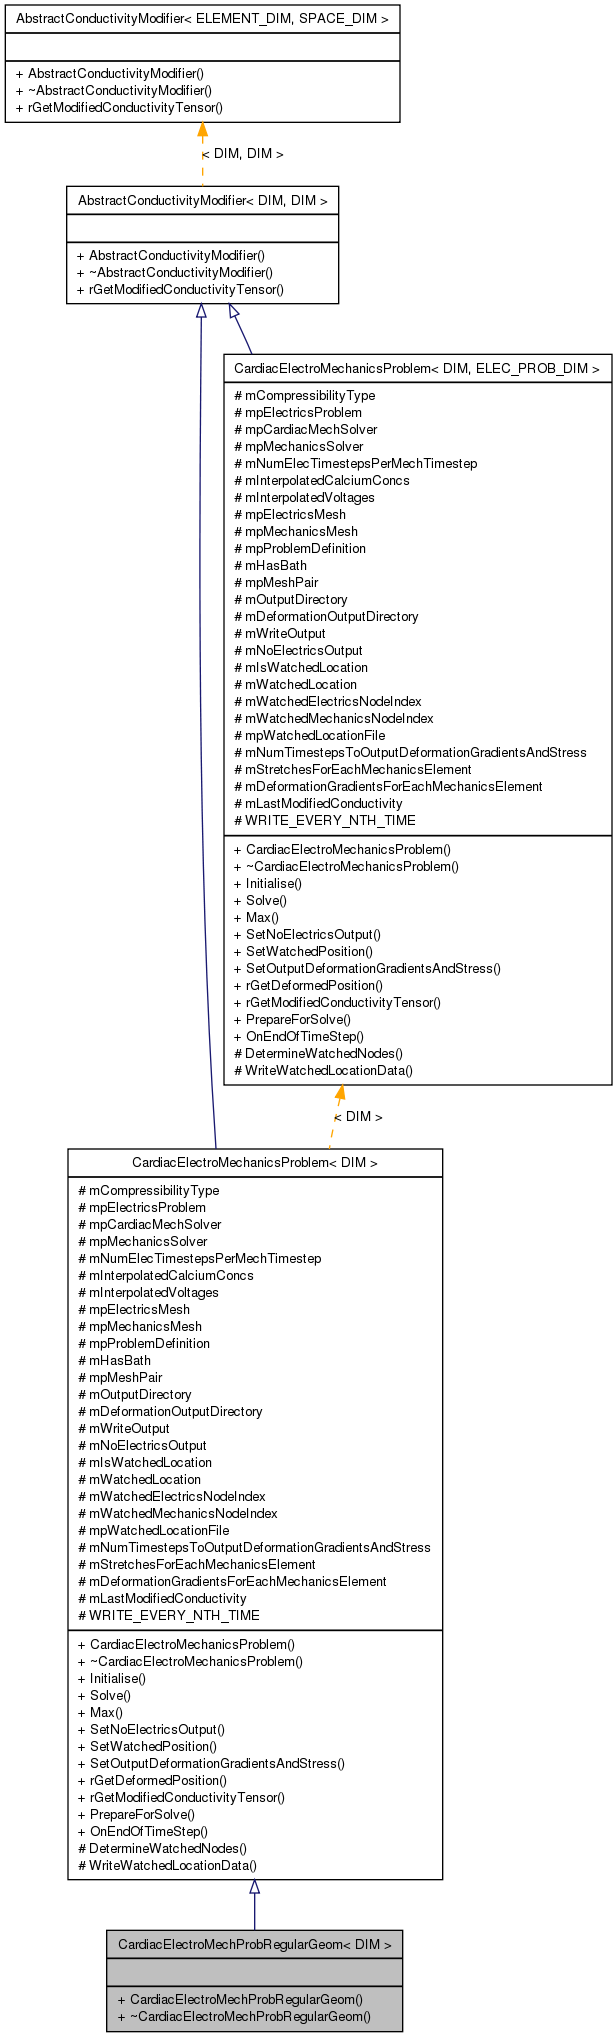 AbstractConductivityModifier< ELEMENT_DIM, SPACE_DIM >
+ AbstractConductivityModifier()
+ ~AbstractConductivityModifier()
+ rGetModifiedConductivityTensor()
< DIM, DIM >
AbstractConductivityModifier< DIM, DIM >
+ AbstractConductivityModifier()
+ ~AbstractConductivityModifier()
+ rGetModifiedConductivityTensor()
CardiacElectroMechanicsProblem< DIM, ELEC_PROB_DIM >
# mCompressibilityType
# mpElectricsProblem
# mpCardiacMechSolver
# mpMechanicsSolver
# mNumElecTimestepsPerMechTimestep
# mInterpolatedCalciumConcs
# mInterpolatedVoltages
# mpElectricsMesh
# mpMechanicsMesh
# mpProblemDefinition
# mHasBath
# mpMeshPair
# mOutputDirectory
# mDeformationOutputDirectory
# mWriteOutput
# mNoElectricsOutput
# mIsWatchedLocation
# mWatchedLocation
# mWatchedElectricsNodeIndex
# mWatchedMechanicsNodeIndex
# mpWatchedLocationFile
# mNumTimestepsToOutputDeformationGradientsAndStress
# mStretchesForEachMechanicsElement
# mDeformationGradientsForEachMechanicsElement
# mLastModifiedConductivity
# WRITE_EVERY_NTH_TIME
+ CardiacElectroMechanicsProblem()
+ ~CardiacElectroMechanicsProblem()
+ Initialise()
+ Solve()
+ Max()
+ SetNoElectricsOutput()
+ SetWatchedPosition()
+ SetOutputDeformationGradientsAndStress()
+ rGetDeformedPosition()
+ rGetModifiedConductivityTensor()
+ PrepareForSolve()
+ OnEndOfTimeStep()
# DetermineWatchedNodes()
# WriteWatchedLocationData()
< DIM >
CardiacElectroMechanicsProblem< DIM >
# mCompressibilityType
# mpElectricsProblem
# mpCardiacMechSolver
# mpMechanicsSolver
# mNumElecTimestepsPerMechTimestep
# mInterpolatedCalciumConcs
# mInterpolatedVoltages
# mpElectricsMesh
# mpMechanicsMesh
# mpProblemDefinition
# mHasBath
# mpMeshPair
# mOutputDirectory
# mDeformationOutputDirectory
# mWriteOutput
# mNoElectricsOutput
# mIsWatchedLocation
# mWatchedLocation
# mWatchedElectricsNodeIndex
# mWatchedMechanicsNodeIndex
# mpWatchedLocationFile
# mNumTimestepsToOutputDeformationGradientsAndStress
# mStretchesForEachMechanicsElement
# mDeformationGradientsForEachMechanicsElement
# mLastModifiedConductivity
# WRITE_EVERY_NTH_TIME
+ CardiacElectroMechanicsProblem()
+ ~CardiacElectroMechanicsProblem()
+ Initialise()
+ Solve()
+ Max()
+ SetNoElectricsOutput()
+ SetWatchedPosition()
+ SetOutputDeformationGradientsAndStress()
+ rGetDeformedPosition()
+ rGetModifiedConductivityTensor()
+ PrepareForSolve()
+ OnEndOfTimeStep()
# DetermineWatchedNodes()
# WriteWatchedLocationData()
CardiacElectroMechProbRegularGeom< DIM >
+ CardiacElectroMechProbRegularGeom()
+ ~CardiacElectroMechProbRegularGeom()